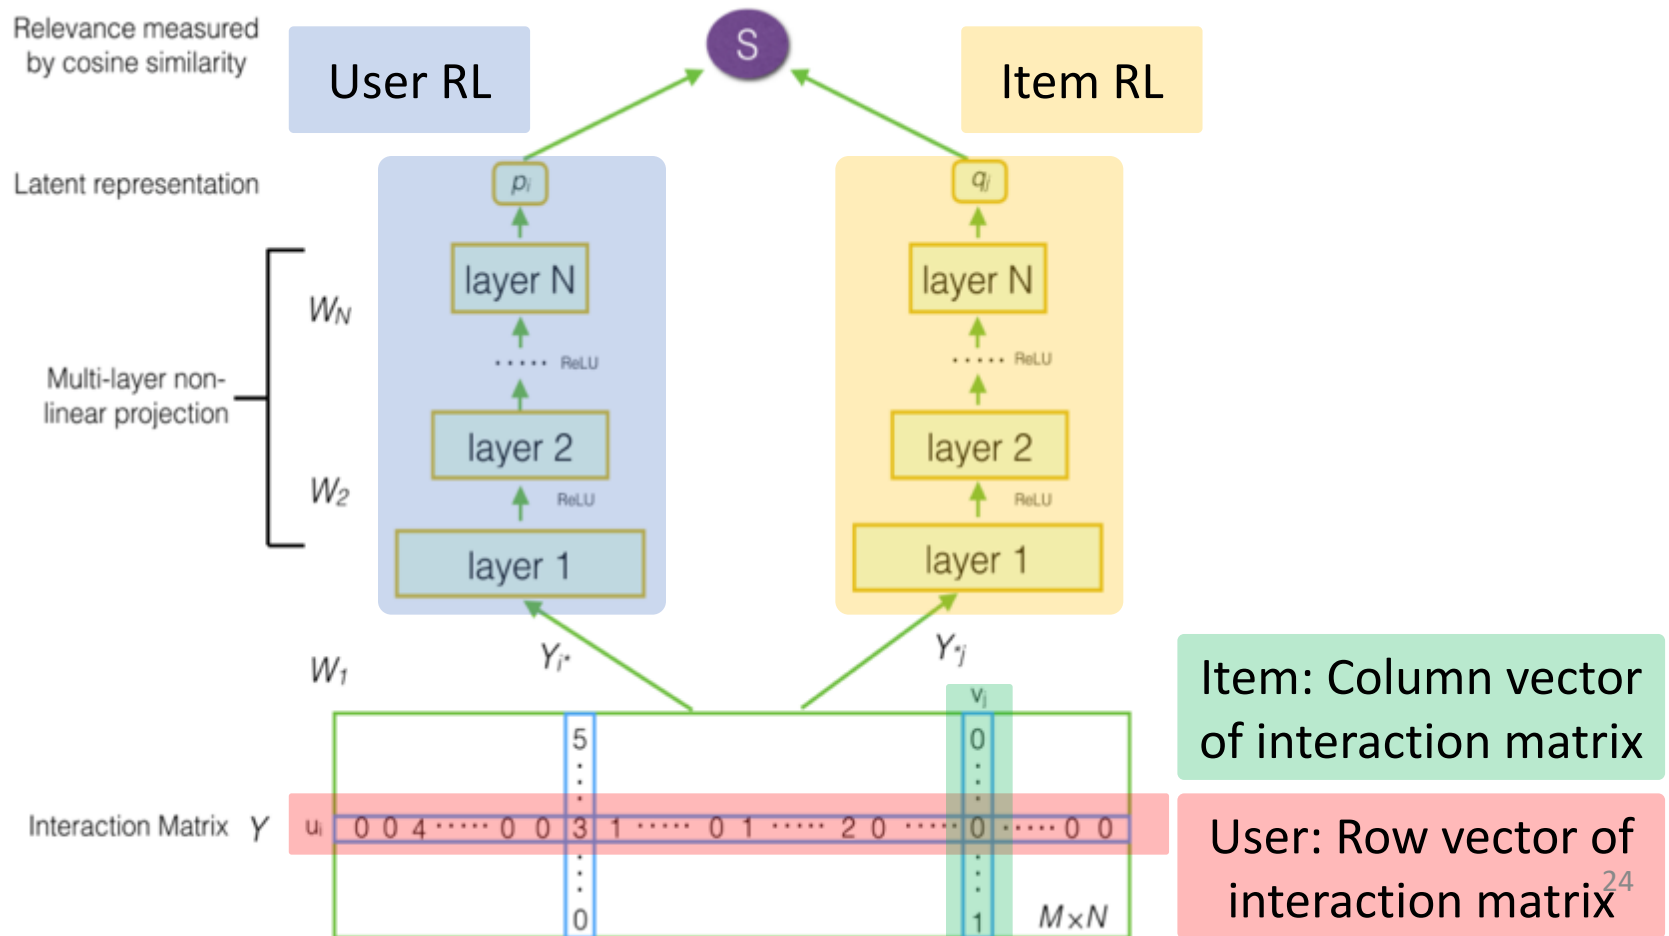 Relevance measured
by cosine similarity
User RL
S
Item RL
Latent representation
pi
qj
layer N
layer N
WN
ReLU
ReLU
Multi-layer non-
linear projection
layer 2
layer 2
W2
ReLU
ReLU
layer 1
layer 1
Yi*
Y*j
W1
Item: Column vector
of interaction matrix
vj
5
0
Interaction Matrix Y
ui 0 0 4 ····· 0 0 3 1 ····· 0 1 ····· 2 0 ····· 0 ····· 0 0
User: Row vector of
interaction matrix
24
0
1
M×N